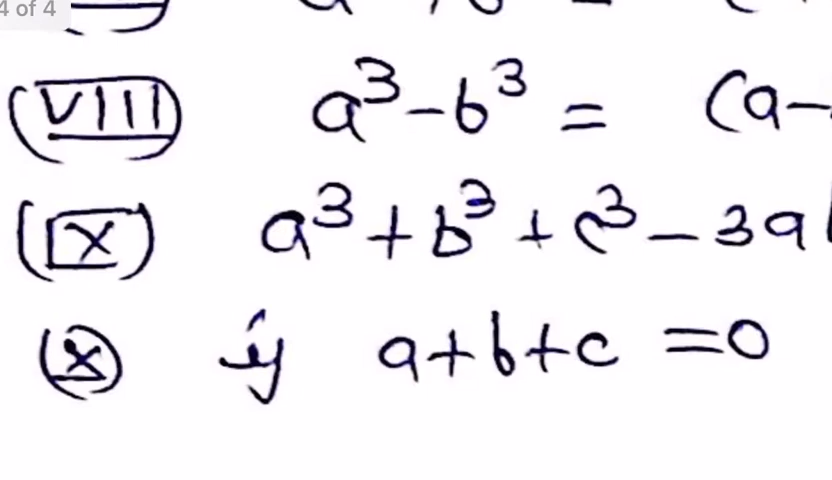 4 of 4
(VIII) a³-b³ = (a-
(IX) a³+b³+c³-3a
(X) if a+b+c =0